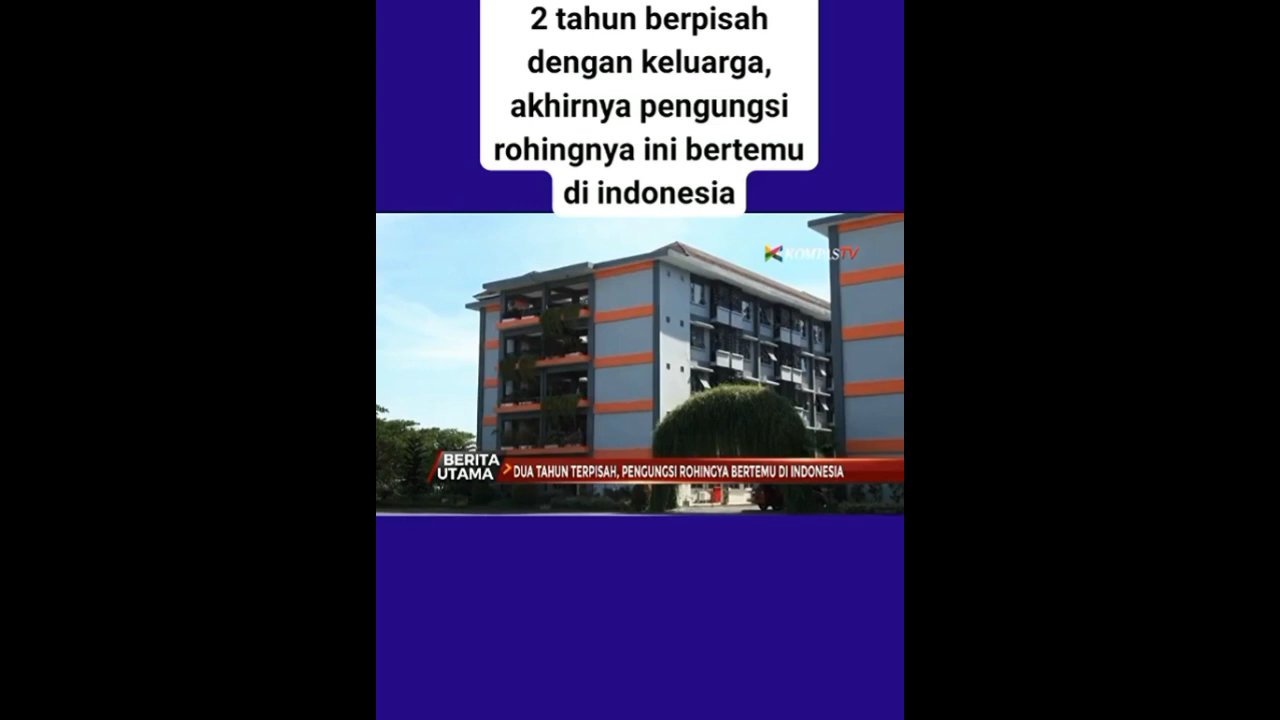 2 tahun berpisah
dengan keluarga,
akhirnya pengungsi
rohingnya ini bertemu
di indonesia
KOMPASTV
BERITA
UTAMA
DUA TAHUN TERPISAH, PENGUNGSI ROHINGYA BERTEMU DI INDONESIA